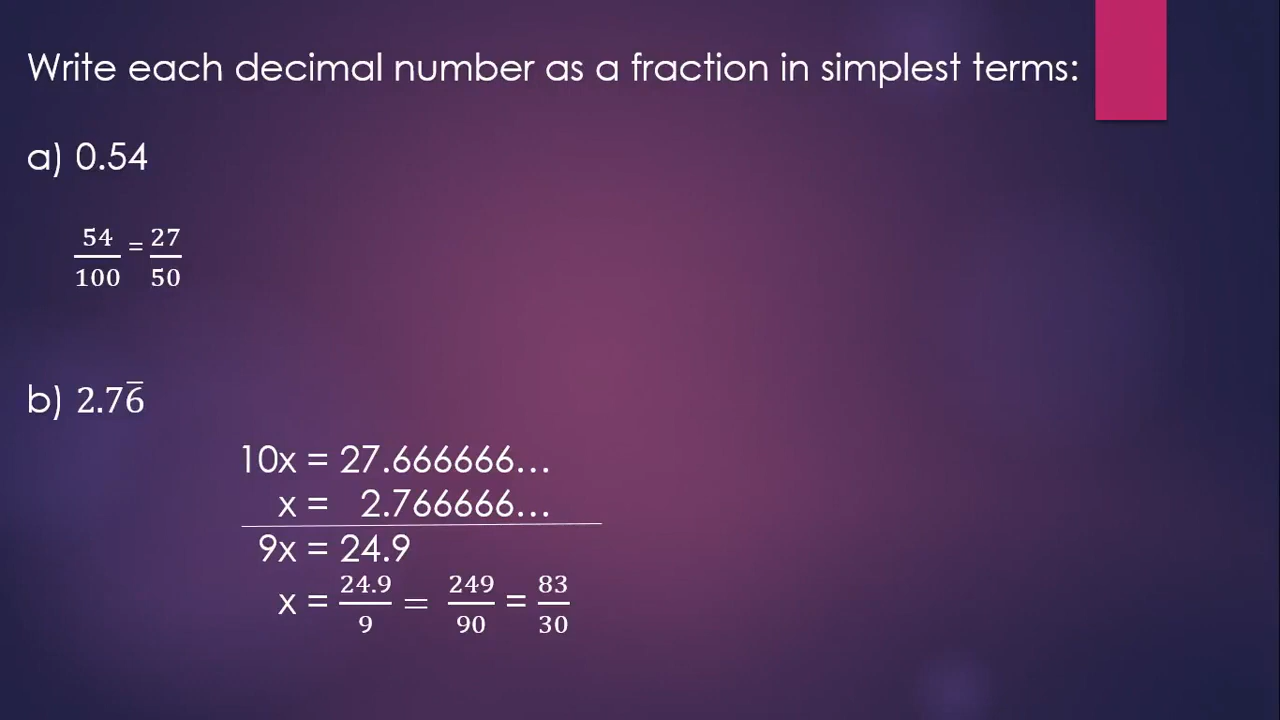 Write each decimal number as a fraction in simplest terms:
a) 0.54
54/100 = 27/50
b) 2.76̅
10x = 27.666666...
x = 2.766666...
9x = 24.9
x = 24.9/9 = 249/90 = 83/30